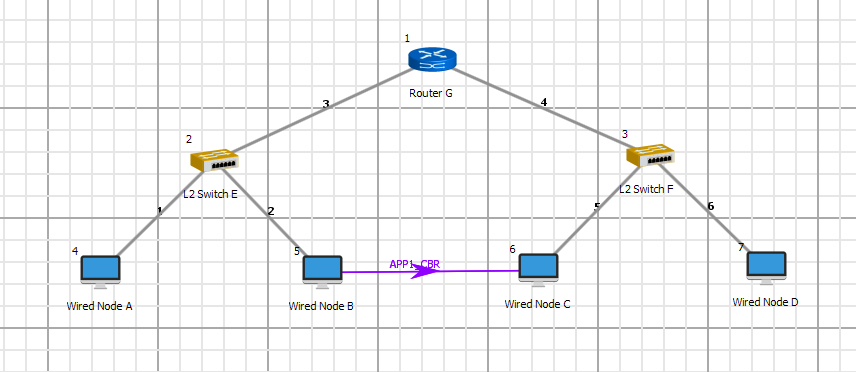 1
Router G
3
4
2
L2 Switch E
3
L2 Switch F
1
2
5
6
4
Wired Node A
5
Wired Node B
APP1_CBR
6
Wired Node C
7
Wired Node D